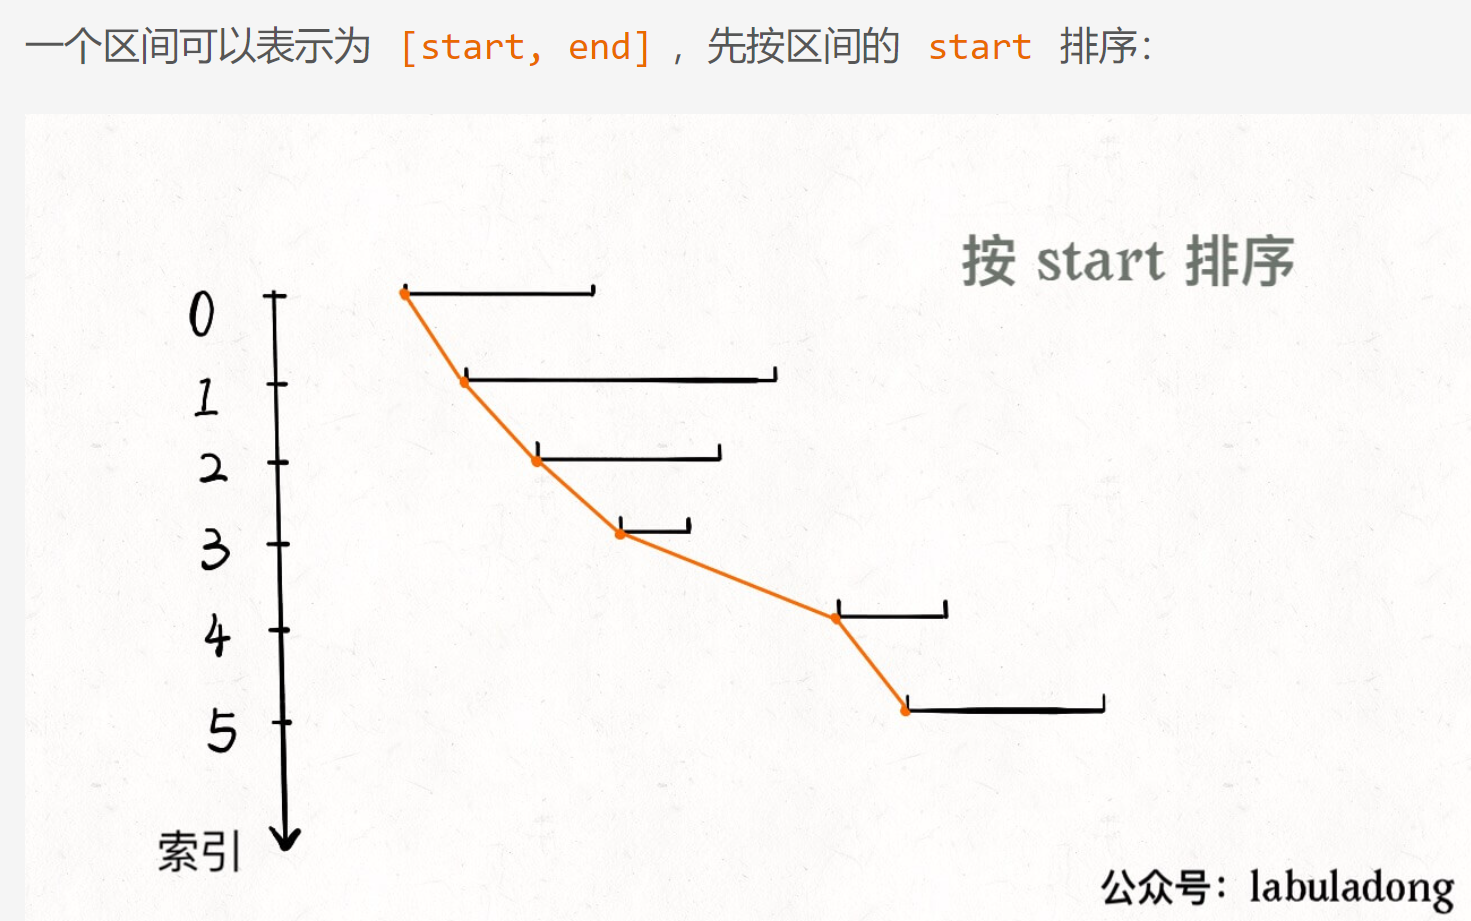 一个区间可以表示为 [start, end] ，先按区间的 start 排序：
按 start 排序
0
1
2
3
4
5
索引
公众号：labuladong